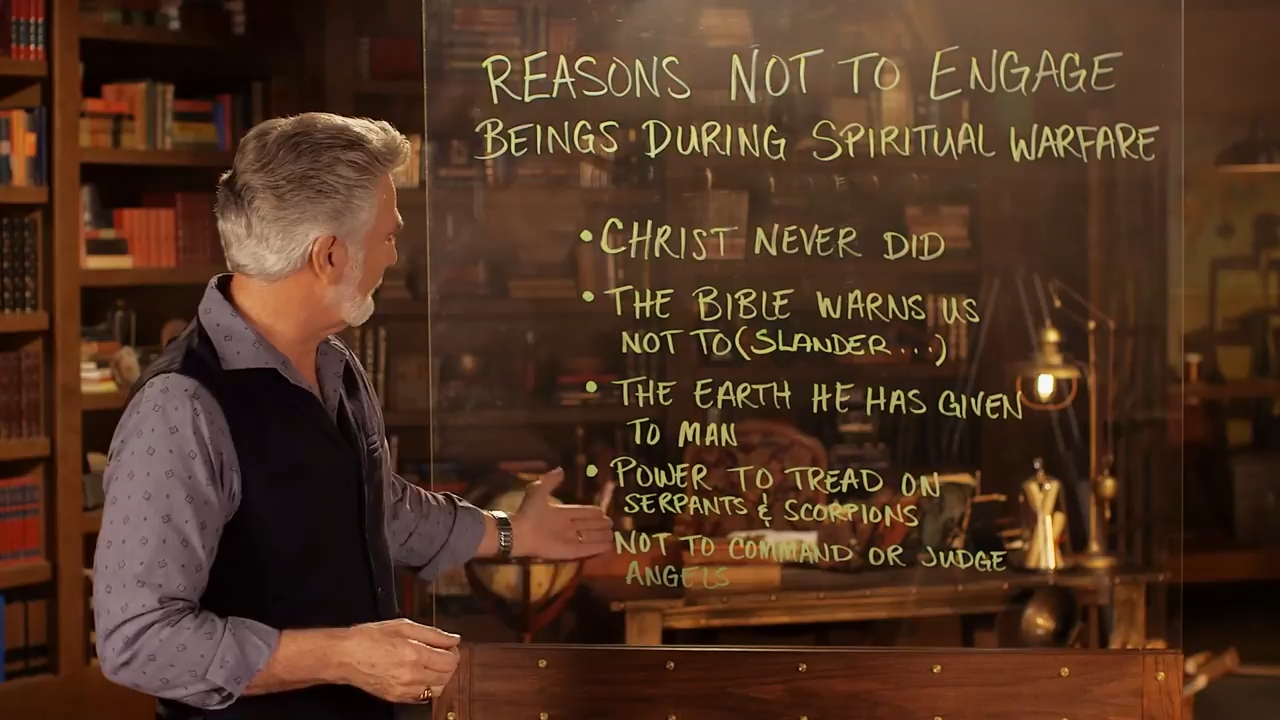 REASONS NOT TO ENGAGE
BEINGS DURING SPIRITUAL WARFARE
• CHRIST NEVER DID
• THE BIBLE WARNS US
NOT TO (SLANDER...)
• THE EARTH HE HAS GIVEN
TO MAN
• POWER TO TREAD ON
SERPANTS & SCORPIONS
NOT TO COMMAND OR JUDGE
ANGELS